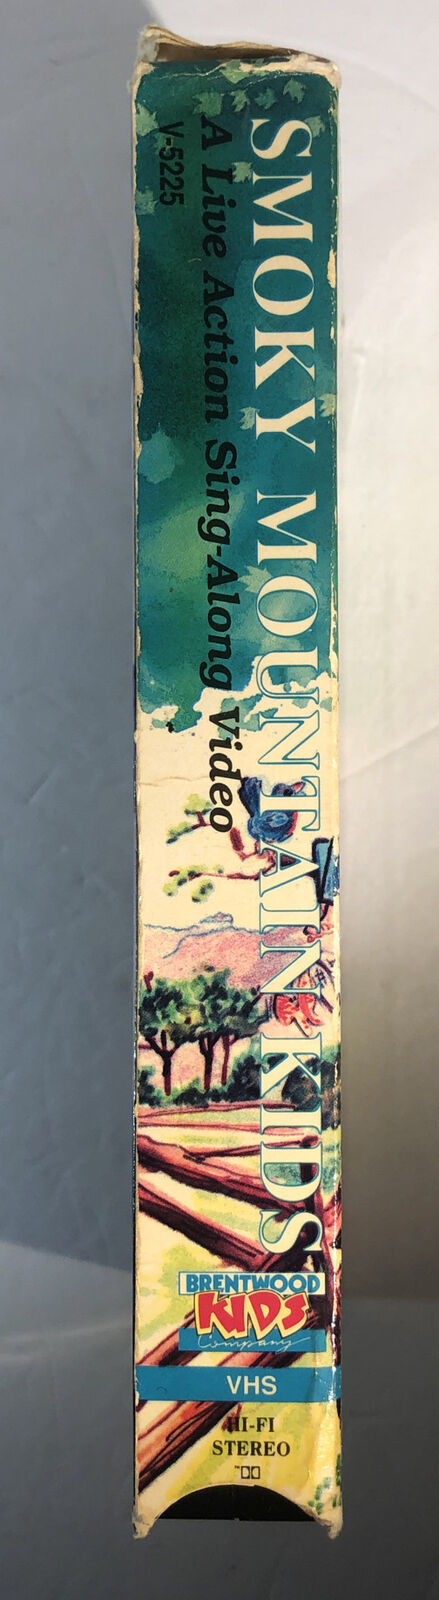 SMOKY MOUNTAIN KIDS
A Live Action Sing-Along Video
V-5225
BRENTWOOD
KIDS
Company
VHS
HI-FI
STEREO